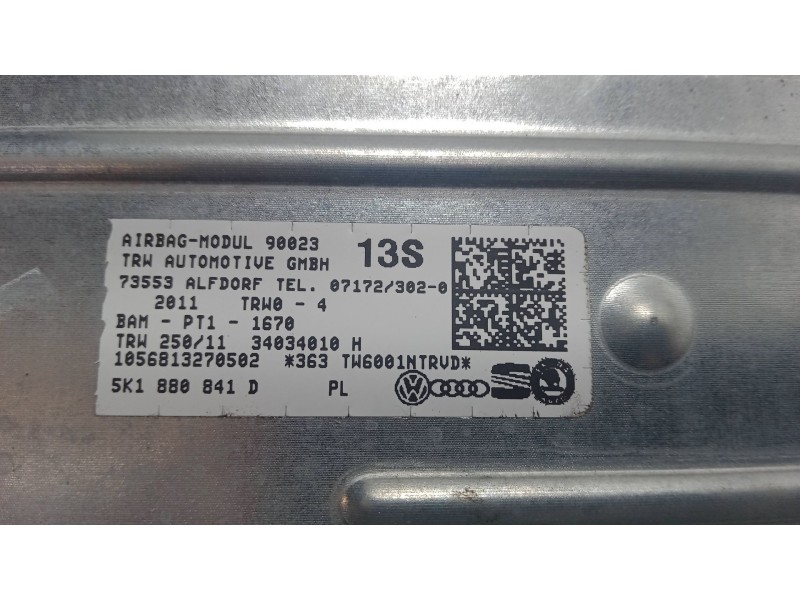 AIRBAG-MODUL 90023 13S
TRW AUTOMOTIVE GMBH
73553 ALFDORF TEL. 07172/302-0
2011 TRW0 - 4
BAM - PT1 - 1670
TRW 250/11 34034010 H
1056813270502 *363 TW6001NTRVD*
5K1 880 841 D PL